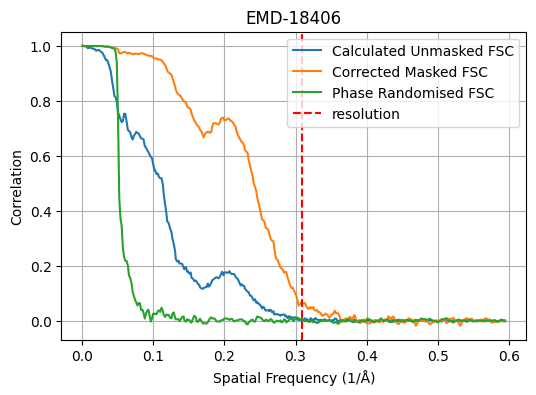 EMD-18406
Calculated Unmasked FSC
Corrected Masked FSC
Phase Randomised FSC
resolution
Correlation
1.0
0.8
0.6
0.4
0.2
0.0
0.0 0.1 0.2 0.3 0.4 0.5 0.6
Spatial Frequency (1/Å)